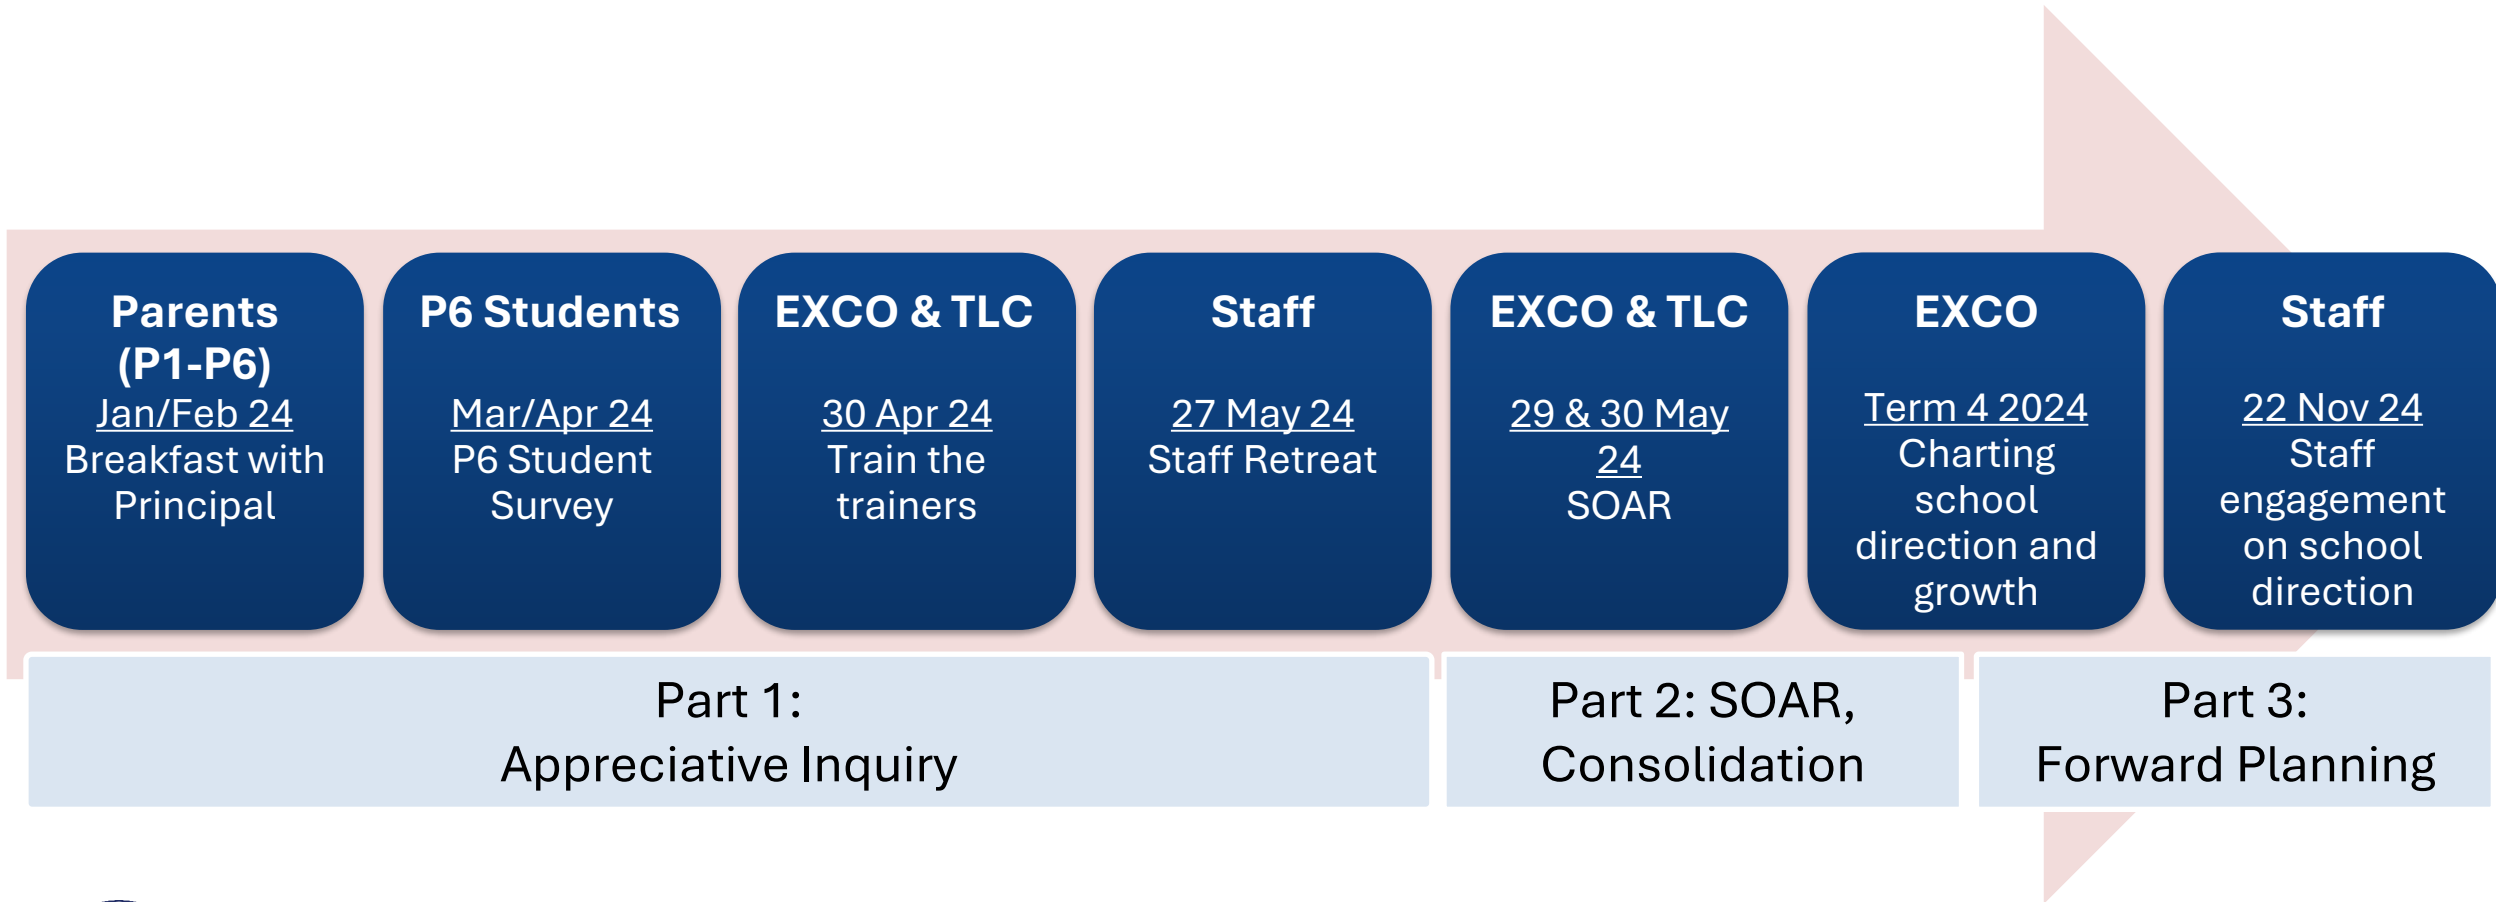 Parents
(P1-P6)
Jan/Feb 24
Breakfast with
Principal
P6 Students
Mar/Apr 24
P6 Student
Survey
EXCO & TLC
30 Apr 24
Train the
trainers
Staff
27 May 24
Staff Retreat
EXCO & TLC
29 & 30 May
24
SOAR
EXCO
Term 4 2024
Charting
school
direction and
growth
Staff
22 Nov 24
Staff
engagement
on school
direction
Part 1:
Appreciative Inquiry
Part 2: SOAR,
Consolidation
Part 3:
Forward Planning